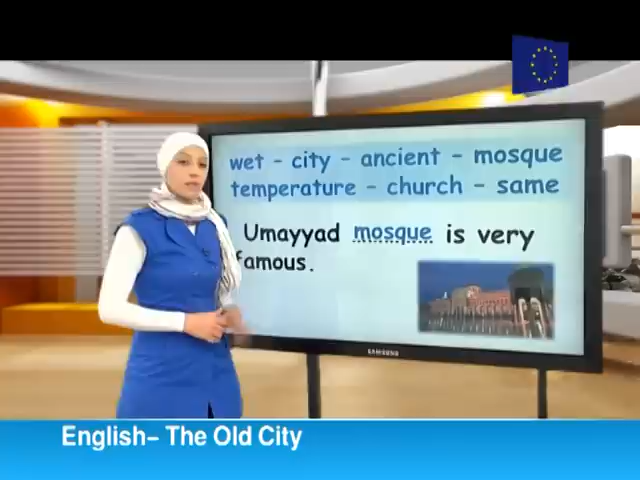 wet - city - ancient - mosque
temperature - church - same
Umayyad mosque is very
famous.
SAMSUNG
English– The Old City